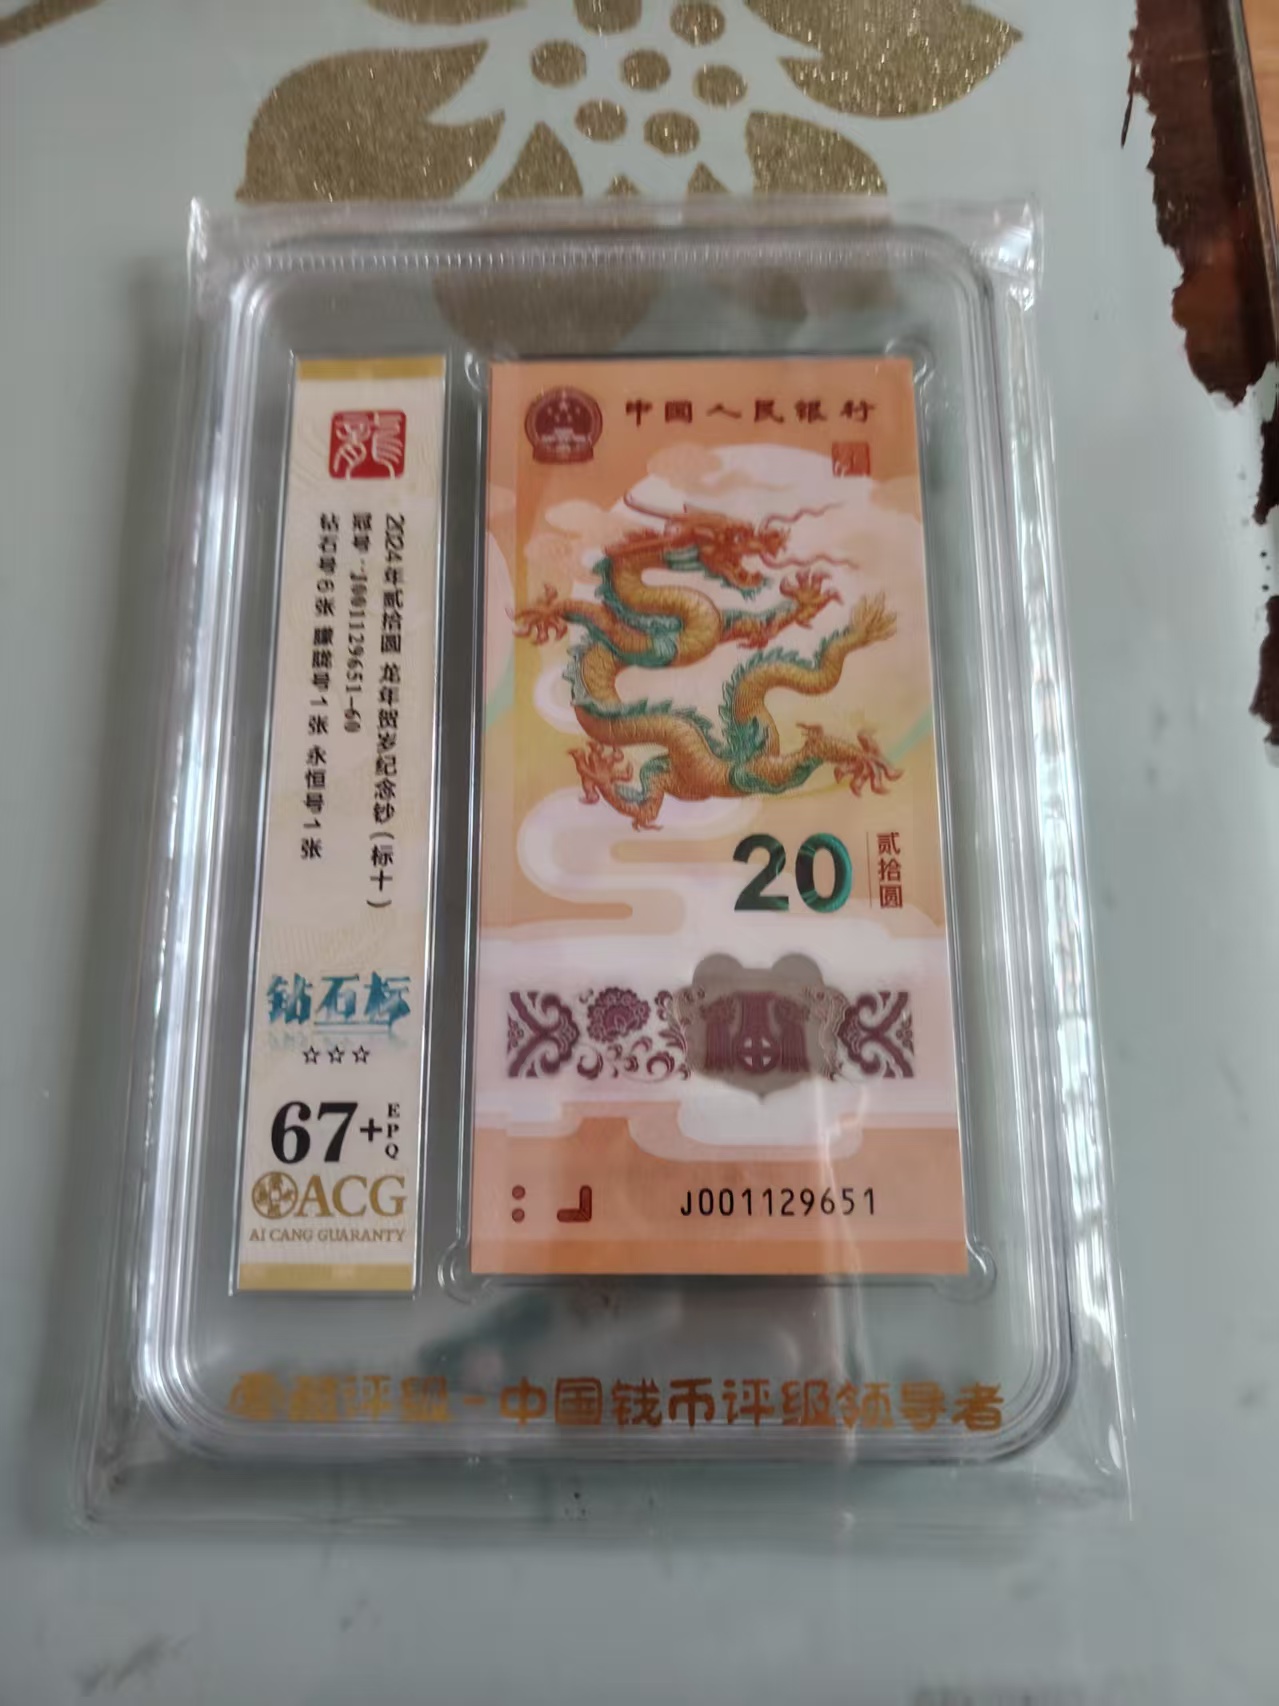 龙
2024年贰拾圆 龙年贺岁纪念钞(标十)
冠号:J001129651-60
钻石号6张 朦胧号1张 永恒号1张
钻石标
☆☆☆
67+EPQ
ACG
AI CANG GUARANTY
中国人民银行
20
贰拾圆
J001129651
评级-中国钱币评级领导者